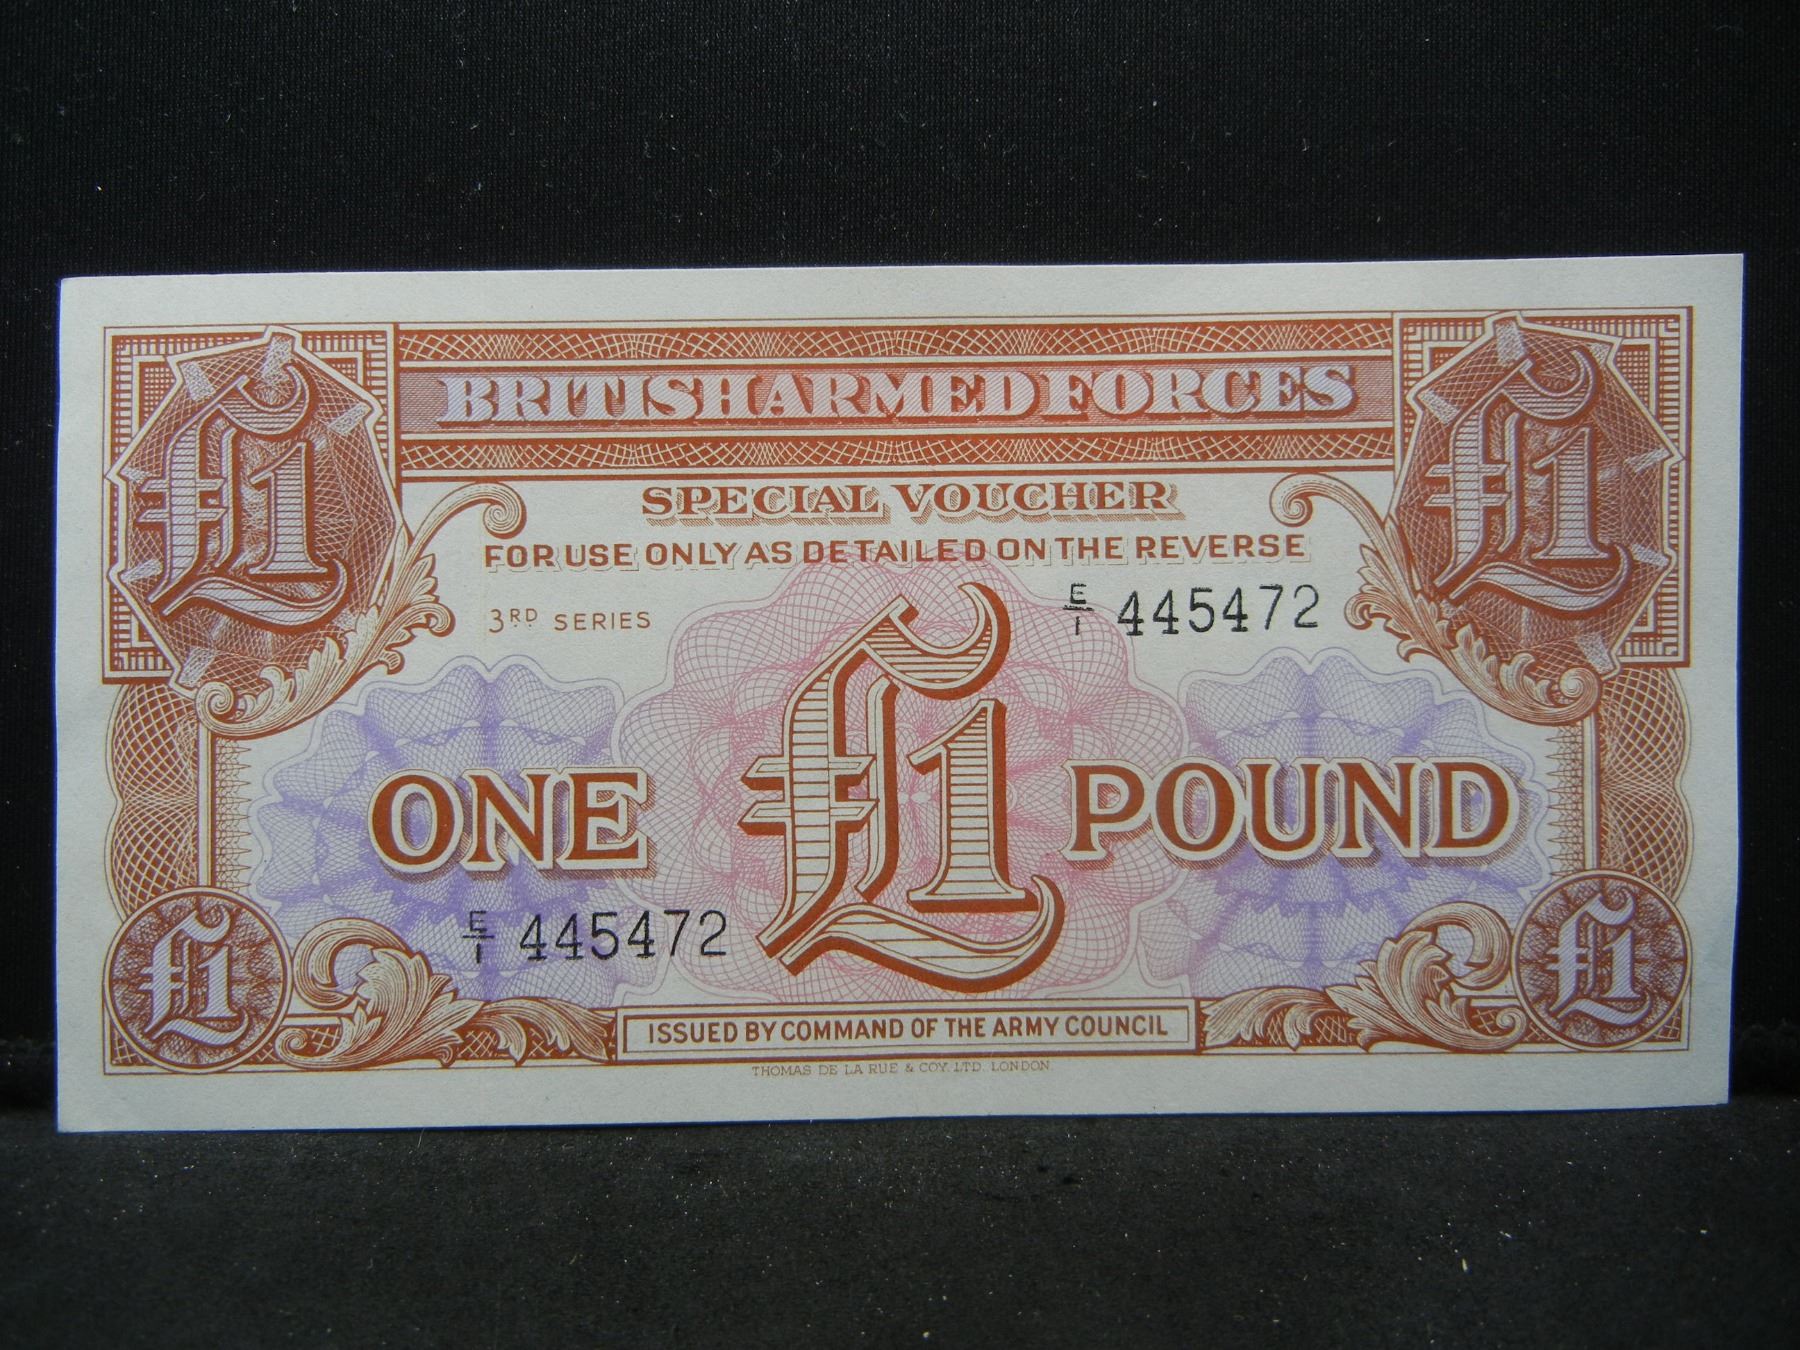 £1 £1
BRITISH ARMED FORCES
SPECIAL VOUCHER
FOR USE ONLY AS DETAILED ON THE REVERSE
3RD SERIES
E/1 445472
ONE £1 POUND
E/1 445472
£1 £1
ISSUED BY COMMAND OF THE ARMY COUNCIL
THOMAS DE LA RUE & COY. LTD. LONDON.